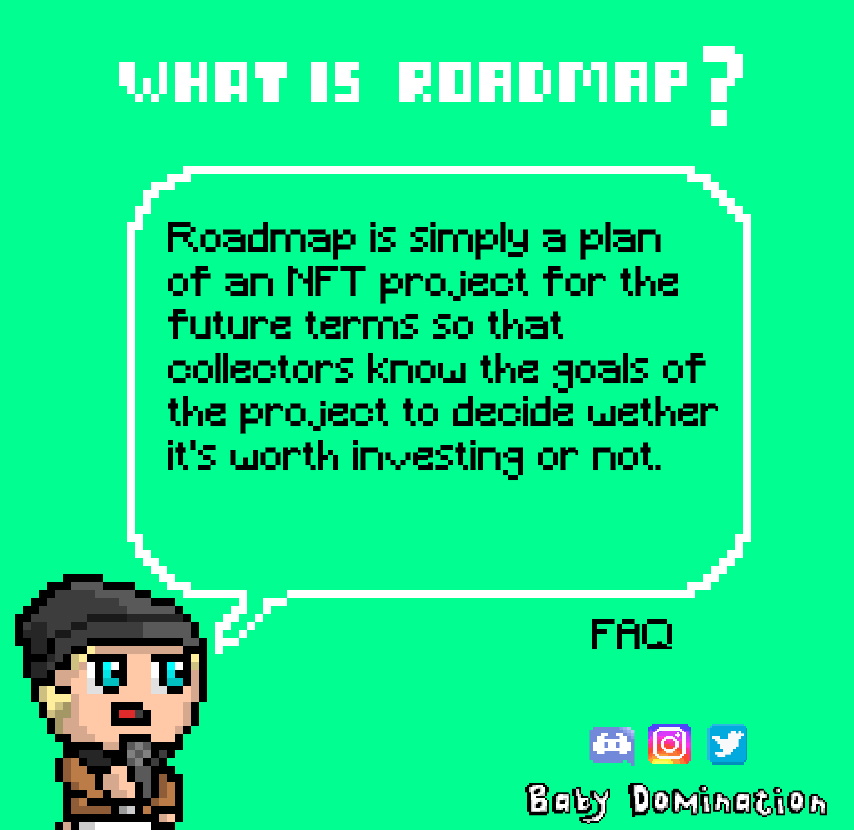 WHAT IS ROADMAP?
Roadmap is simply a plan
of an NFT project for the
future terms so that
collectors know the goals of
the project to decide wether
it's worth investing or not.
FAQ
Baby Domination